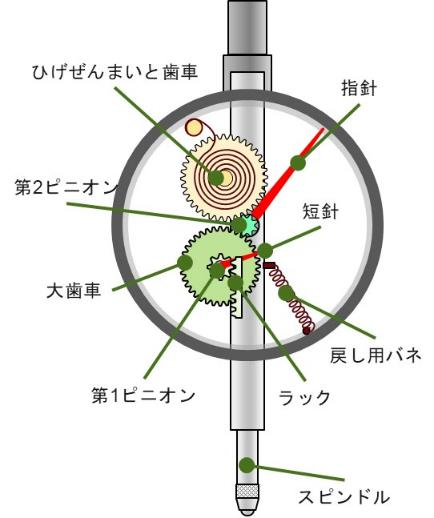 ひげぜんまいと歯車
指針
第2ピニオン
短針
大歯車
戻し用バネ
第1ピニオン
ラック
スピンドル